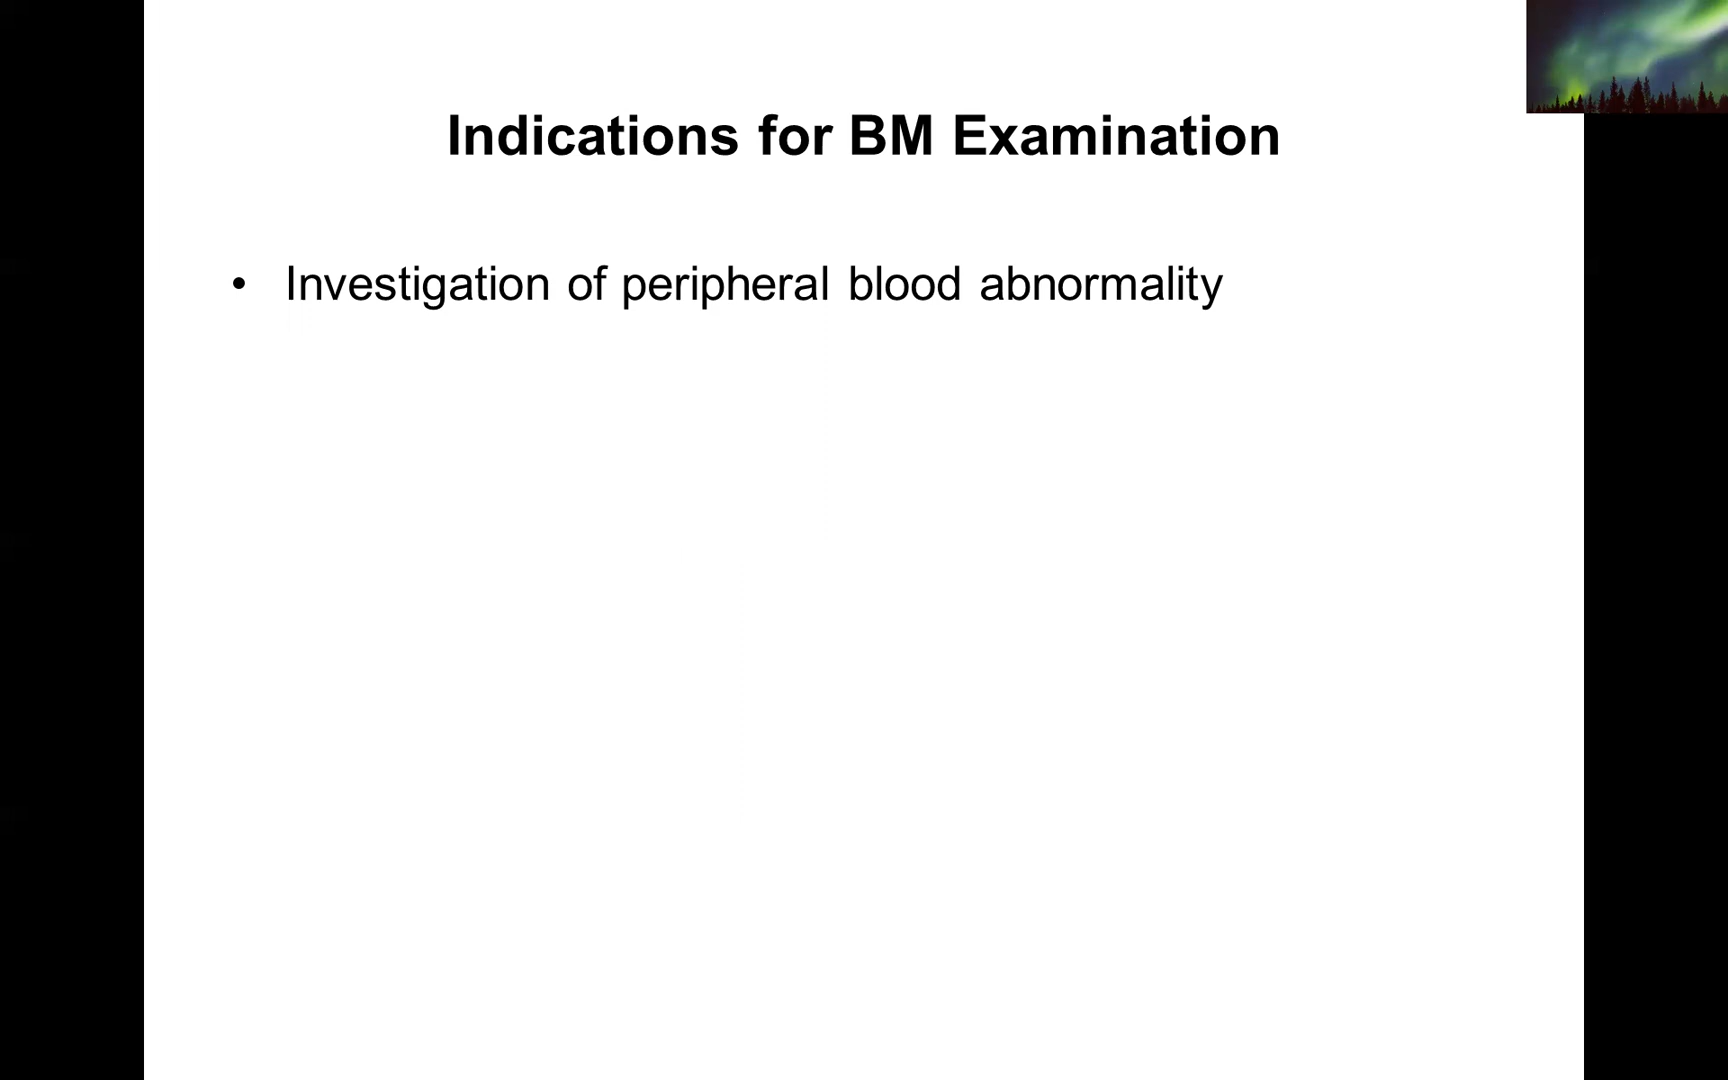 Indications for BM Examination
• Investigation of peripheral blood abnormality